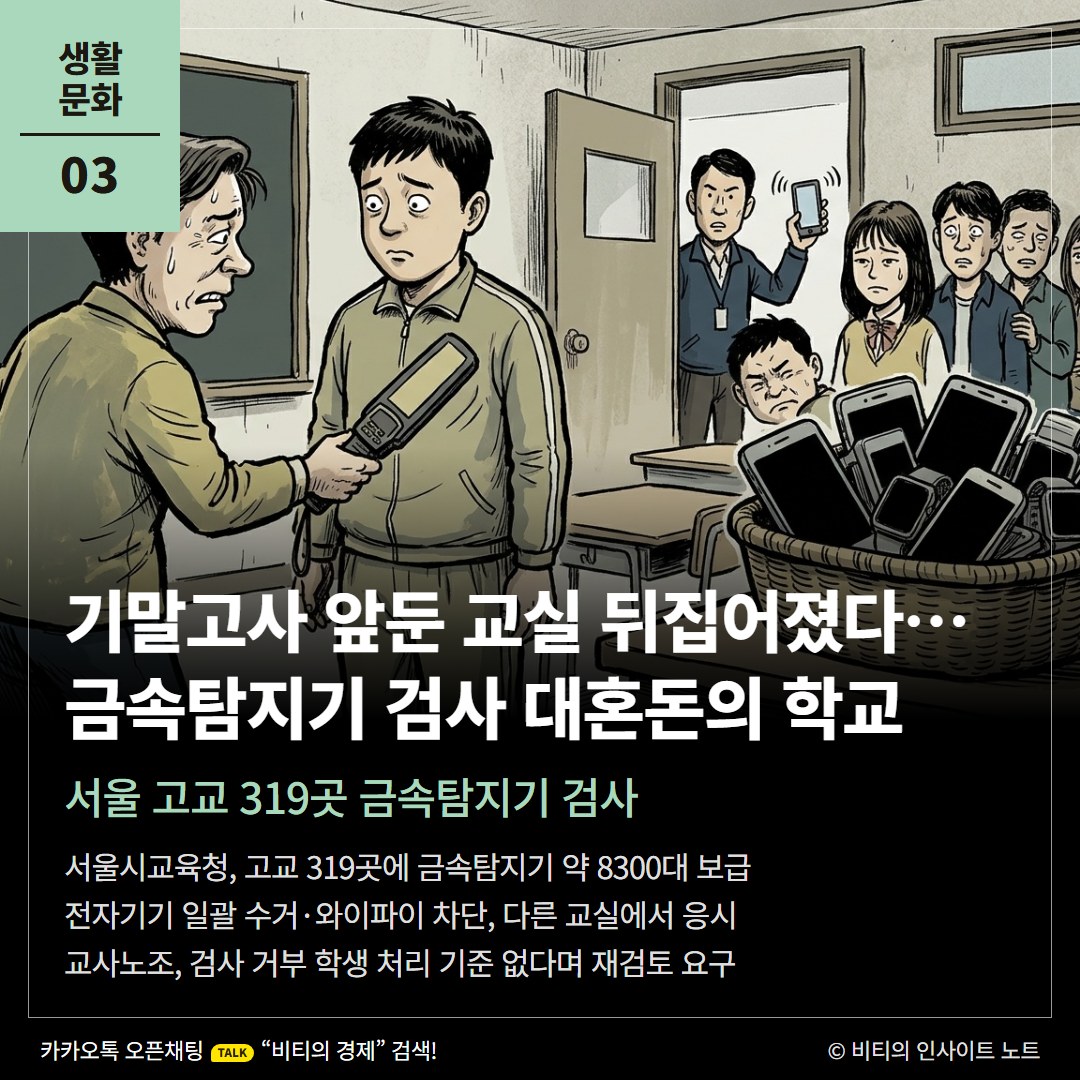 생활
문화
03
기말고사 앞둔 교실 뒤집어졌다…
금속탐지기 검사 대혼돈의 학교
서울 고교 319곳 금속탐지기 검사
서울시교육청, 고교 319곳에 금속탐지기 약 8300대 보급
전자기기 일괄 수거·와이파이 차단, 다른 교실에서 응시
교사노조, 검사 거부 학생 처리 기준 없다며 재검토 요구
카카오톡 오픈채팅 TALK “비티의 경제” 검색!
© 비티의 인사이트 노트